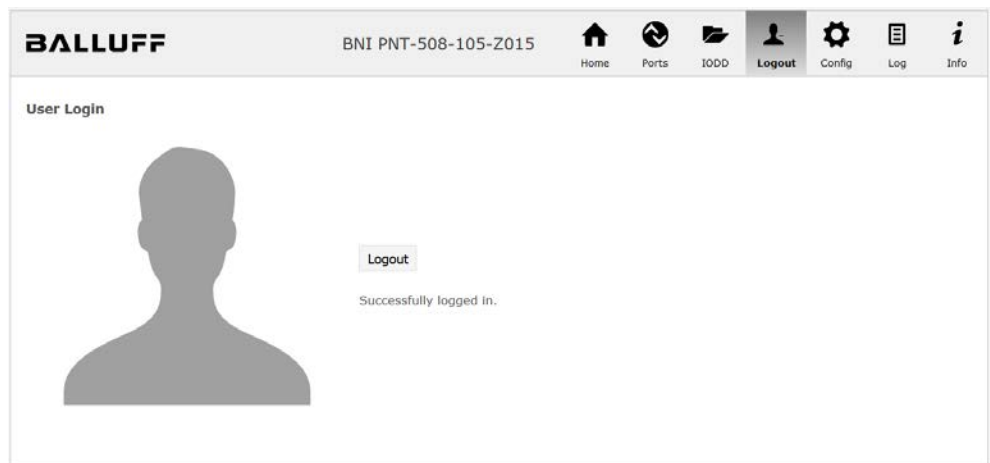 BALLUFF
BNI PNT-508-105-Z015
Home Ports IODD Logout Config Log Info
User Login
Logout
Successfully logged in.